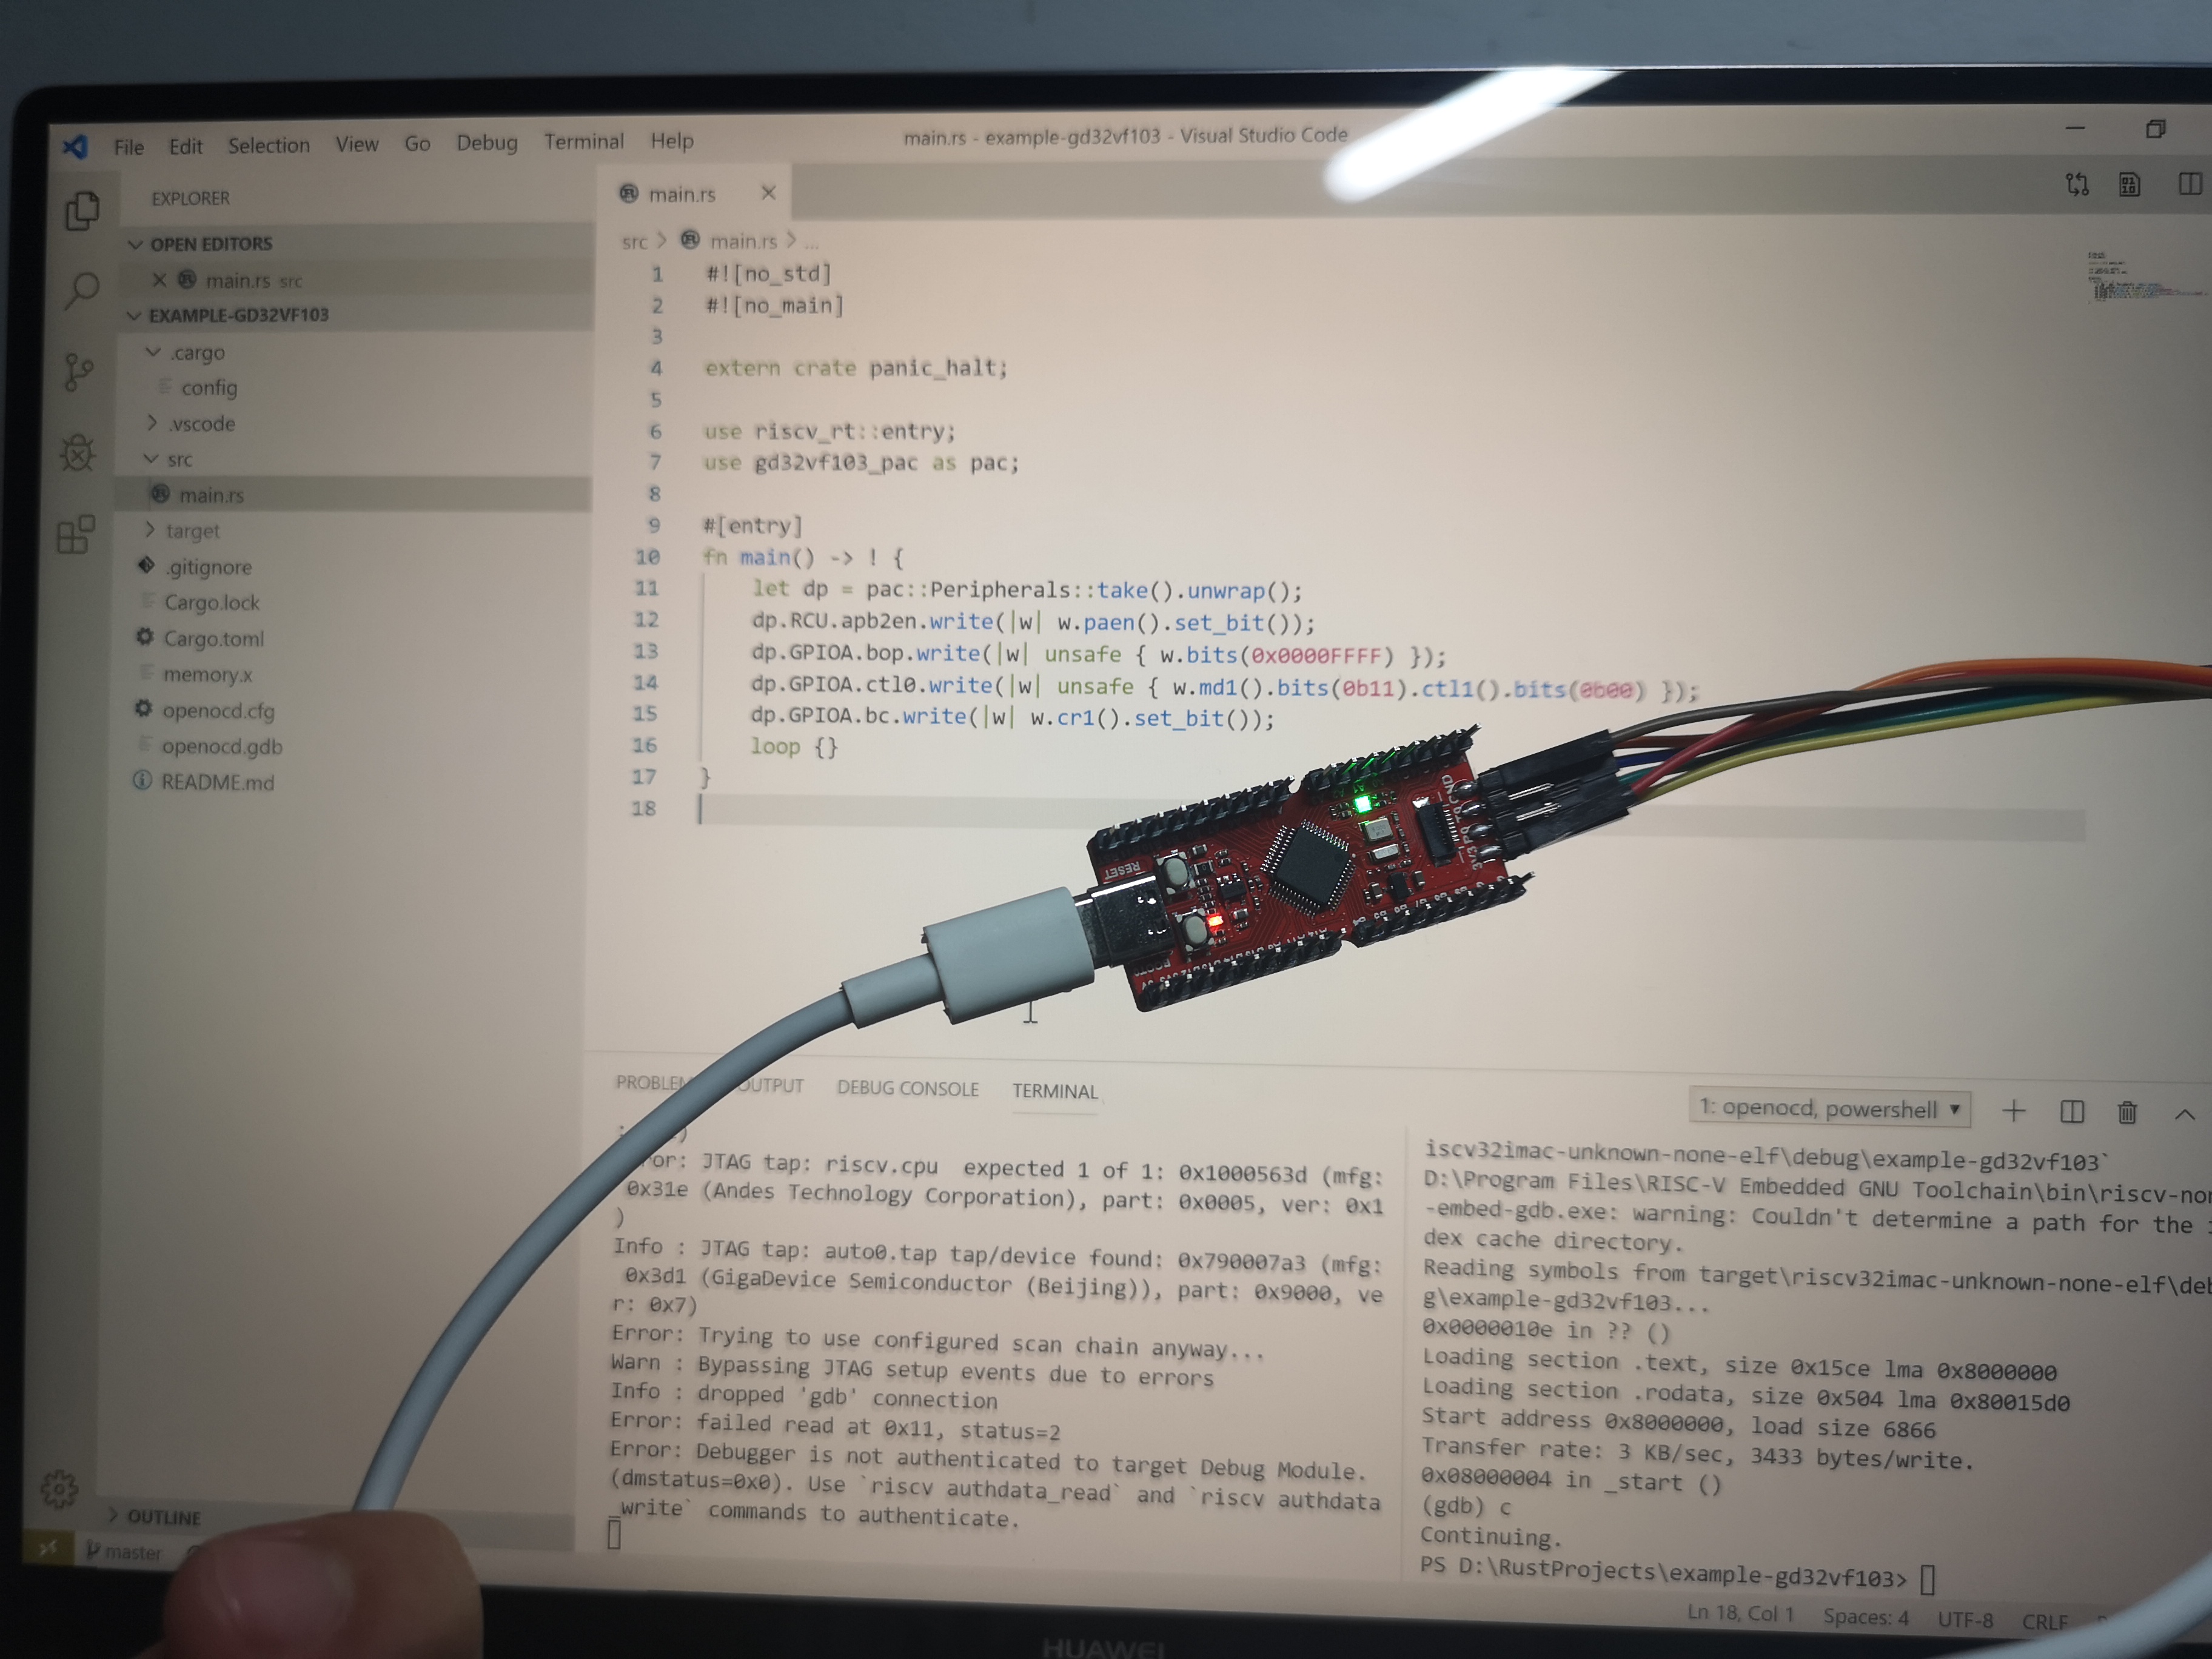 File Edit Selection View Go Debug Terminal Help
main.rs - example-gd32vf103 - Visual Studio Code
EXPLORER
OPEN EDITORS
main.rs src
EXAMPLE-GD32VF103
.cargo
config
.vscode
src
main.rs
target
.gitignore
Cargo.lock
Cargo.toml
memory.x
openocd.cfg
openocd.gdb
README.md
OUTLINE
master
main.rs
src > main.rs > ...
1 #![no_std]
2 #![no_main]
3
4 extern crate panic_halt;
5
6 use riscv_rt::entry;
7 use gd32vf103_pac as pac;
8
9 #[entry]
10 fn main() -> ! {
11 let dp = pac::Peripherals::take().unwrap();
12 dp.RCU.apb2en.write(|w| w.paen().set_bit());
13 dp.GPIOA.bop.write(|w| unsafe { w.bits(0x0000FFFF) });
14 dp.GPIOA.ctl0.write(|w| unsafe { w.md1().bits(0b11).ctl1().bits(0b00) });
15 dp.GPIOA.bc.write(|w| w.cr1().set_bit());
16 loop {}
17 }
18
RESET
GND
3V3
OUTPUT DEBUG CONSOLE TERMINAL
1: openocd, powershell
JTAG tap: riscv.cpu expected 1 of 1: 0x1000563d (mfg:
0x31e (Andes Technology Corporation), part: 0x0005, ver: 0x1
)
Info : JTAG tap: auto0.tap tap/device found: 0x790007a3 (mfg:
0x3d1 (GigaDevice Semiconductor (Beijing)), part: 0x9000, ve
r: 0x7)
Error: Trying to use configured scan chain anyway...
Warn : Bypassing JTAG setup events due to errors
Info : dropped 'gdb' connection
Error: failed read at 0x11, status=2
Error: Debugger is not authenticated to target Debug Module.
(dmstatus=0x0). Use `riscv authdata_read` and `riscv authdata
_write` commands to authenticate.
iscv32imac-unknown-none-elf\debug\example-gd32vf103`
D:\Program Files\RISC-V Embedded GNU Toolchain\bin\riscv-no
-embed-gdb.exe: warning: Couldn't determine a path for the
dex cache directory.
Reading symbols from target\riscv32imac-unknown-none-elf\de
g\example-gd32vf103...
0x0000010e in ?? ()
Loading section .text, size 0x15ce lma 0x8000000
Loading section .rodata, size 0x504 lma 0x80015d0
Start address 0x8000000, load size 6866
Transfer rate: 3 KB/sec, 3433 bytes/write.
0x08000004 in _start ()
(gdb) c
Continuing.
PS D:\RustProjects\example-gd32vf103>
Ln 18, Col 1 Spaces: 4 UTF-8 CRLF
HUAWEI